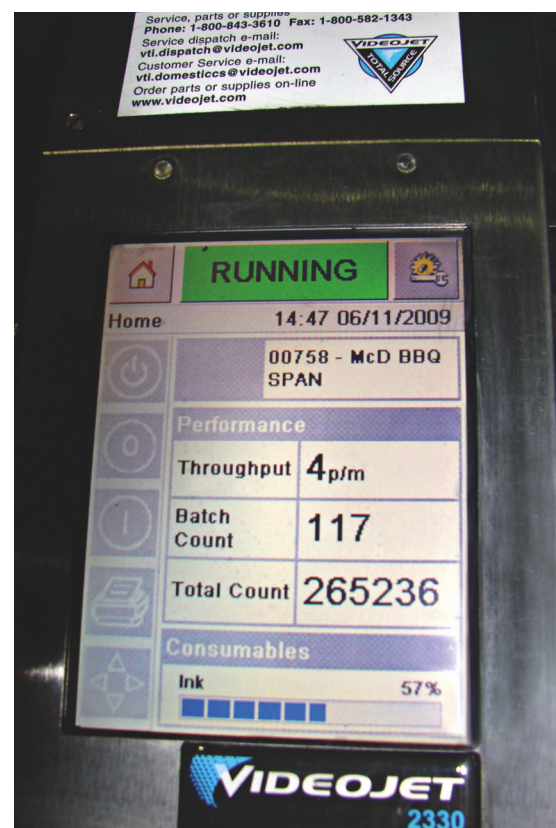 Service, parts or supplies
Phone: 1-800-843-3610 Fax: 1-800-582-1343
Service dispatch e-mail:
vti.dispatch@videojet.com
Customer Service e-mail:
vti.domesticcs@videojet.com
Order parts or supplies on-line
www.videojet.com
VIDEOJET
TOTAL SOURCE
RUNNING
Home 14:47 06/11/2009
00758 - McD BBQ
SPAN
Performance
Throughput 4p/m
Batch
Count 117
Total Count 265236
Consumables
Ink 57%
VIDEOJET
2330